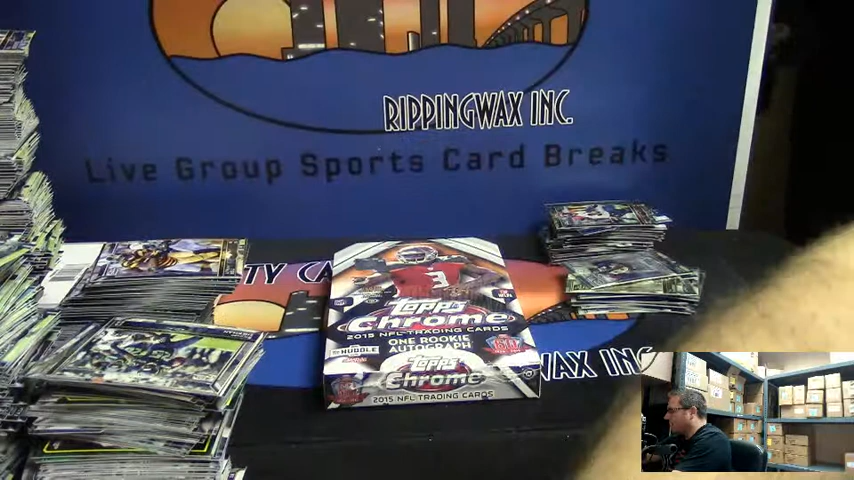 RIPPINGWAX INC.
Live Group Sports Card Breaks
TY CA
Topps
Chrome
2015 NFL TRADING CARDS
ONE ROOKIE
AUTOGRAPH
HUDDLE
Topps
Chrome
2015 NFL TRADING CARDS
WAX INC